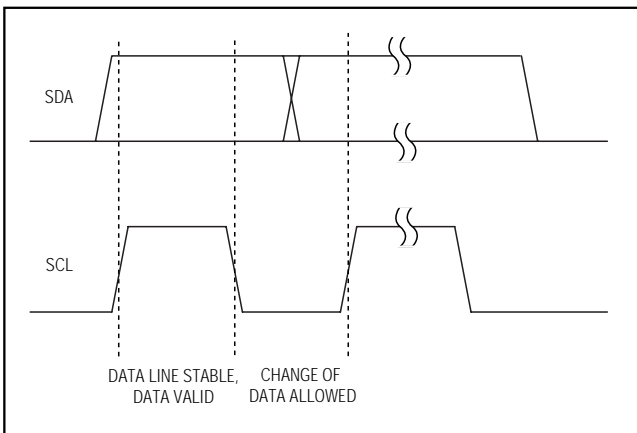 SDA
SCL
DATA LINE STABLE,
DATA VALID
CHANGE OF
DATA ALLOWED